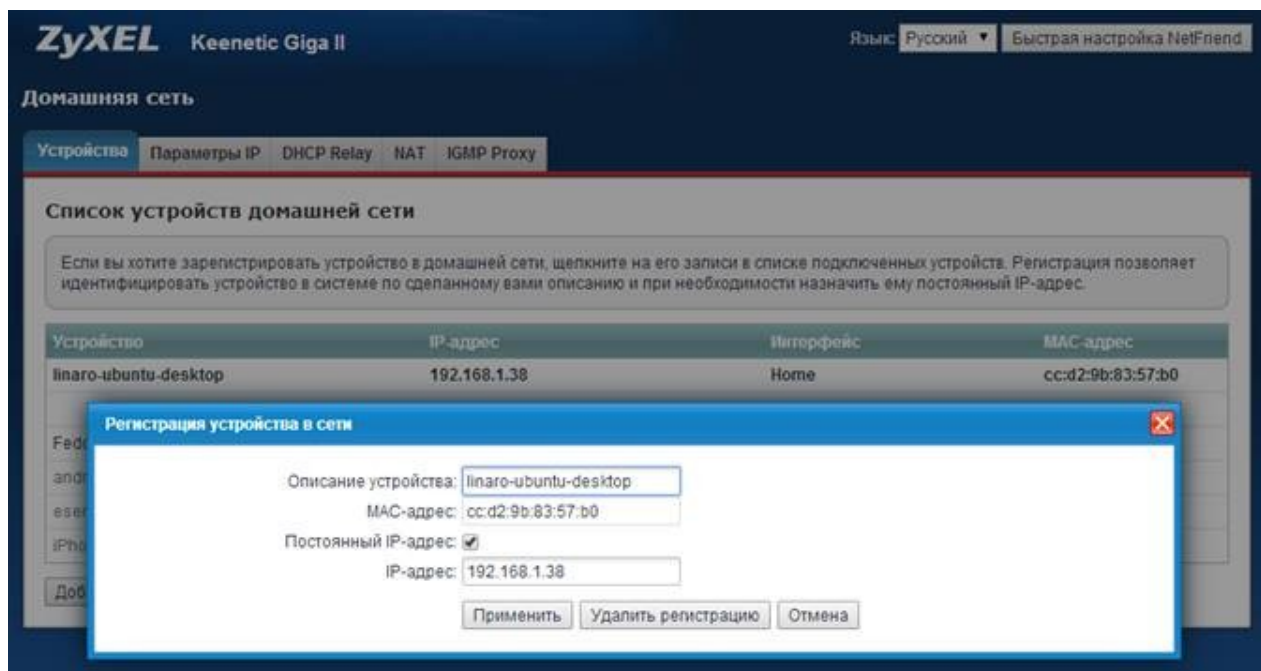 ZyXEL Keenetic Giga II Язык: Русский Быстрая настройка NetFriend
Домашняя сеть
Устройства Параметры IP DHCP Relay NAT IGMP Proxy
Список устройств домашней сети
Если вы хотите зарегистрировать устройство в домашней сети, щелкните на его записи в списке подключенных устройств. Регистрация позволяет
идентифицировать устройство в системе по сделанному вами описанию и при необходимости назначить ему постоянный IP-адрес.
Устройство IP-адрес Интерфейс MAC-адрес
linaro-ubuntu-desktop 192.168.1.38 Home cc:d2:9b:83:57:b0
Регистрация устройства в сети
Описание устройства: linaro-ubuntu-desktop
MAC-адрес: cc:d2:9b:83:57:b0
Постоянный IP-адрес:
IP-адрес: 192.168.1.38
Применить Удалить регистрацию Отмена